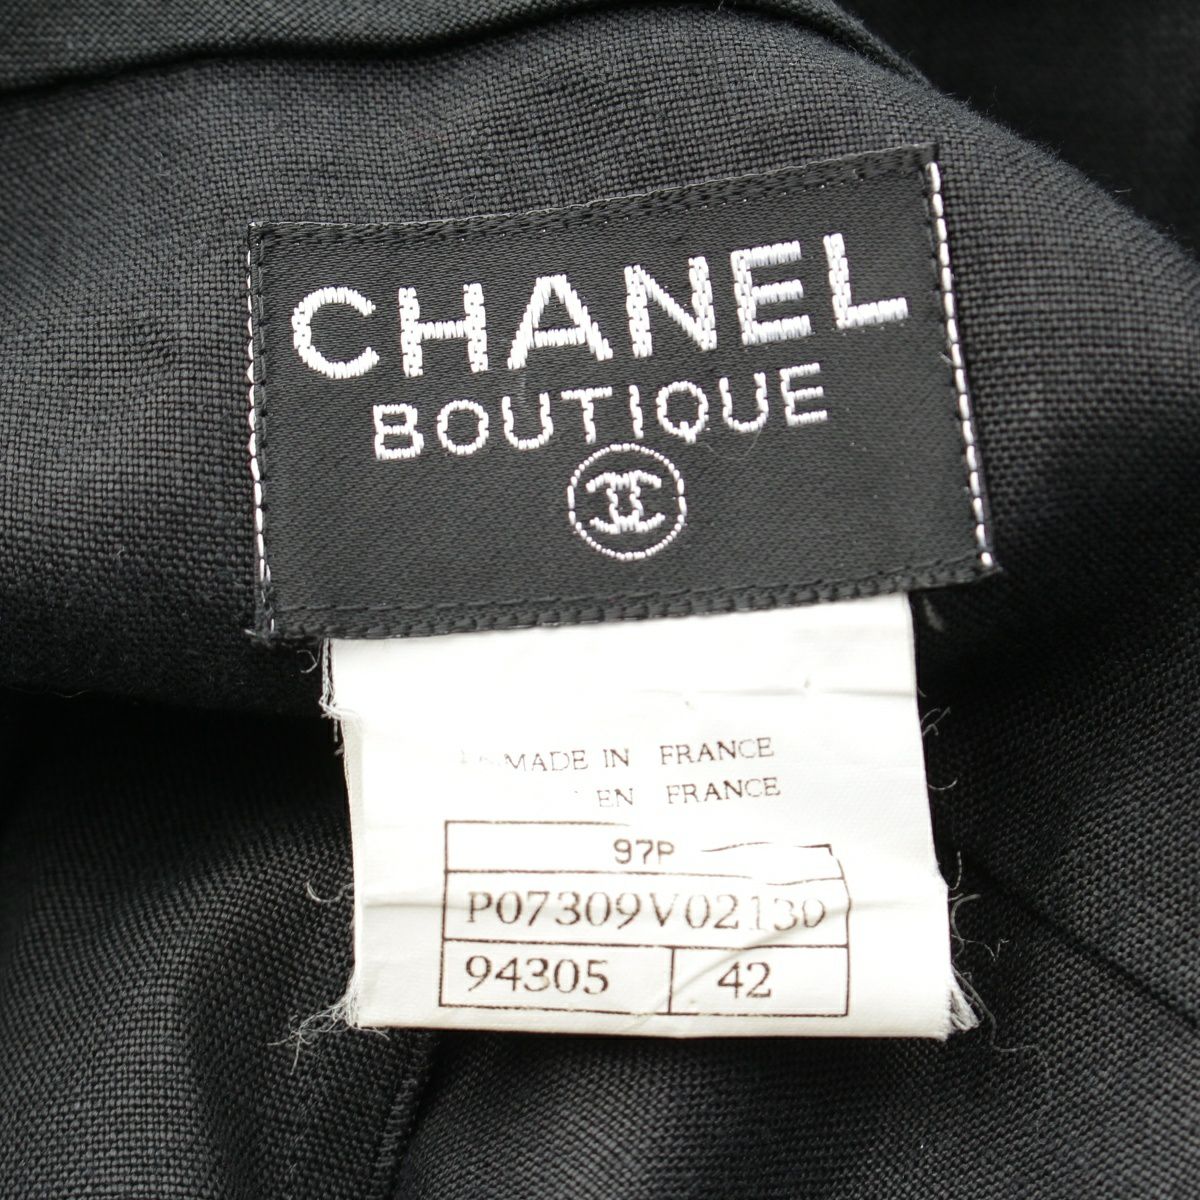 CHANEL
BOUTIQUE
MADE IN FRANCE
EN FRANCE
97P
P07309V02130
94305 42